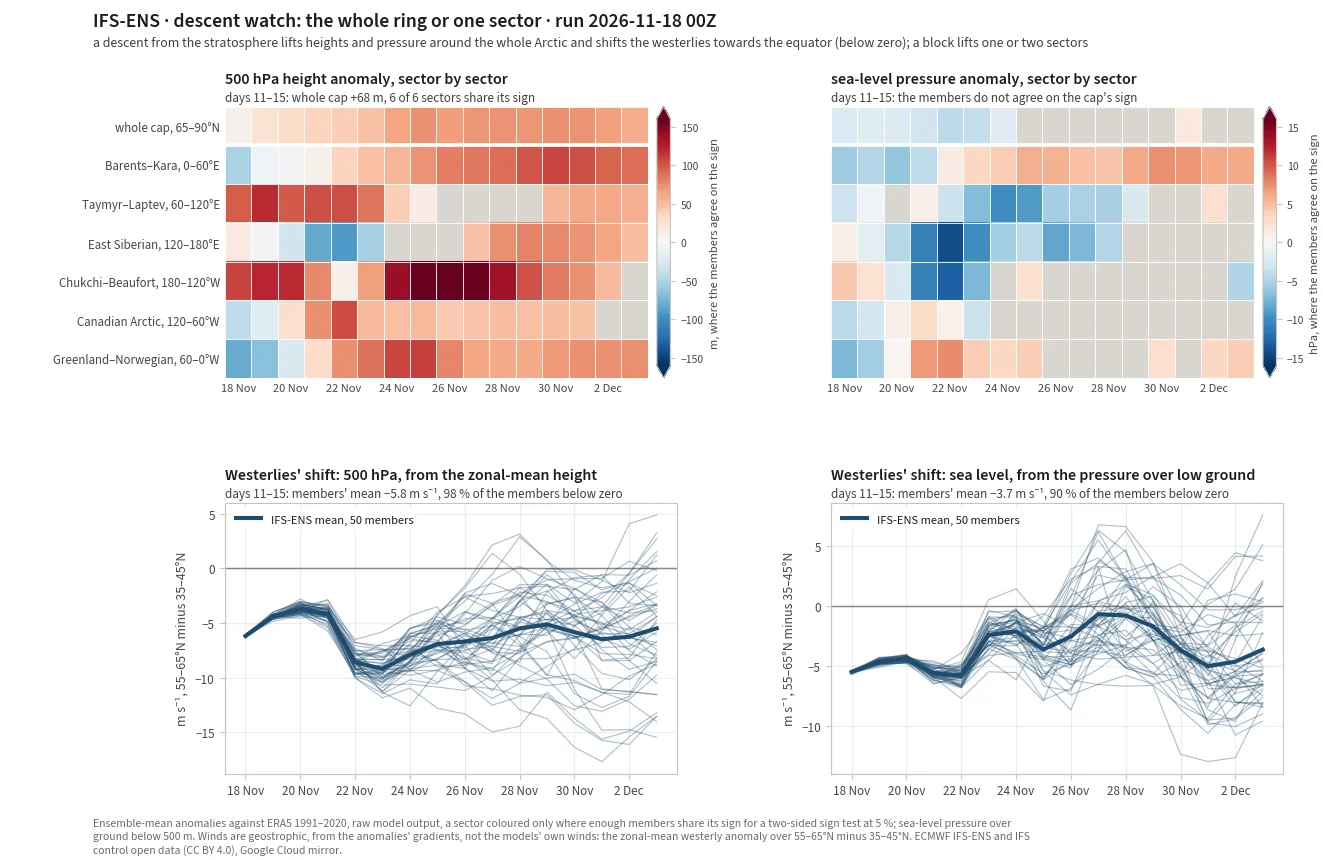 IFS-ENS · descent watch: the whole ring or one sector · run 2026-11-18 00Z
a descent from the stratosphere lifts heights and pressure around the whole Arctic and shifts the westerlies towards the equator (below zero); a block lifts one or two sectors
500 hPa height anomaly, sector by sector
days 11–15: whole cap +68 m, 6 of 6 sectors share its sign
whole cap, 65–90°N
Barents–Kara, 0–60°E
Taymyr–Laptev, 60–120°E
East Siberian, 120–180°E
Chukchi–Beaufort, 180–120°W
Canadian Arctic, 120–60°W
Greenland–Norwegian, 60–0°W
18 Nov 20 Nov 22 Nov 24 Nov 26 Nov 28 Nov 30 Nov 2 Dec
150
100
50
0
−50
−100
−150
m, where the members agree on the sign
sea-level pressure anomaly, sector by sector
days 11–15: the members do not agree on the cap's sign
18 Nov 20 Nov 22 Nov 24 Nov 26 Nov 28 Nov 30 Nov 2 Dec
15
10
5
0
−5
−10
−15
hPa, where the members agree on the sign
Westerlies' shift: 500 hPa, from the zonal-mean height
days 11–15: members' mean −5.8 m s⁻¹, 98 % of the members below zero
IFS-ENS mean, 50 members
5
0
−5
−10
−15
m s⁻¹, 55–65°N minus 35–45°N
18 Nov 20 Nov 22 Nov 24 Nov 26 Nov 28 Nov 30 Nov 2 Dec
Westerlies' shift: sea level, from the pressure over low ground
days 11–15: members' mean −3.7 m s⁻¹, 90 % of the members below zero
IFS-ENS mean, 50 members
5
0
−5
−10
m s⁻¹, 55–65°N minus 35–45°N
18 Nov 20 Nov 22 Nov 24 Nov 26 Nov 28 Nov 30 Nov 2 Dec
Ensemble-mean anomalies against ERA5 1991–2020, raw model output, a sector coloured only where enough members share its sign for a two-sided sign test at 5 %; sea-level pressure over
ground below 500 m. Winds are geostrophic, from the anomalies' gradients, not the models' own winds: the zonal-mean westerly anomaly over 55–65°N minus 35–45°N. ECMWF IFS-ENS and IFS
control open data (CC BY 4.0), Google Cloud mirror.